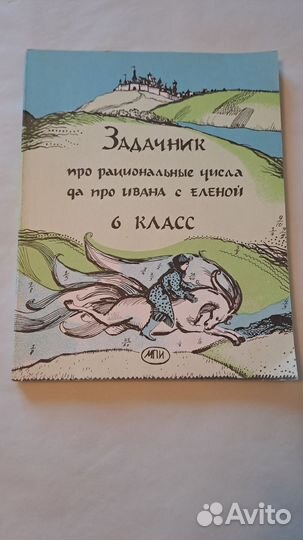 Задачник
про рациональные числа
да про Ивана с Еленой
6 класс
МПИ
Avito